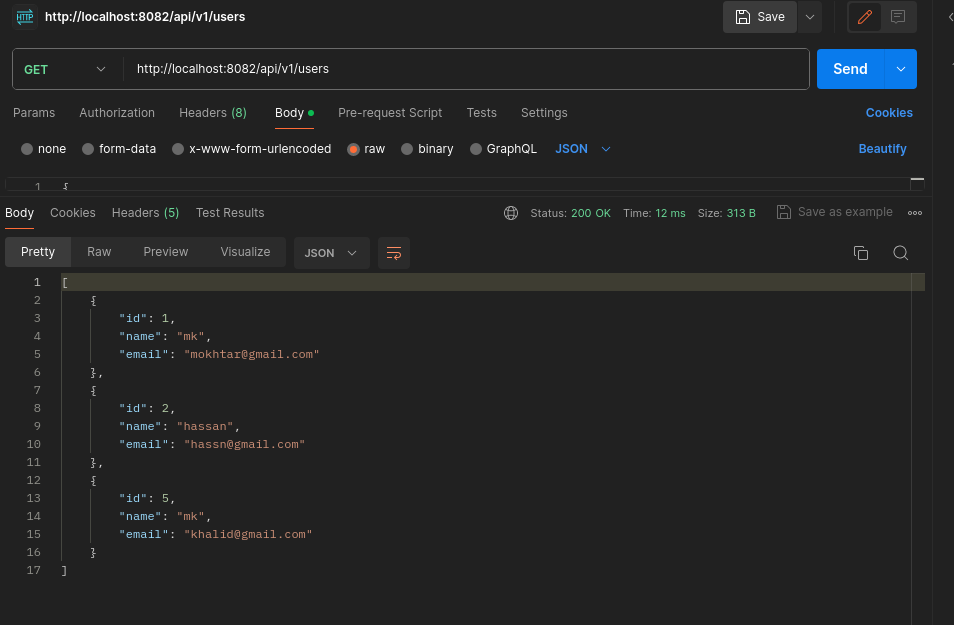 HTTP http://localhost:8082/api/v1/users Save
GET http://localhost:8082/api/v1/users Send
Params Authorization Headers (8) Body Pre-request Script Tests Settings Cookies
none form-data x-www-form-urlencoded raw binary GraphQL JSON Beautify
1 {
Body Cookies Headers (5) Test Results Status: 200 OK Time: 12 ms Size: 313 B Save as example
Pretty Raw Preview Visualize JSON
1 [
2 {
3 "id": 1,
4 "name": "mk",
5 "email": "mokhtar@gmail.com"
6 },
7 {
8 "id": 2,
9 "name": "hassan",
10 "email": "hassn@gmail.com"
11 },
12 {
13 "id": 5,
14 "name": "mk",
15 "email": "khalid@gmail.com"
16 }
17 ]